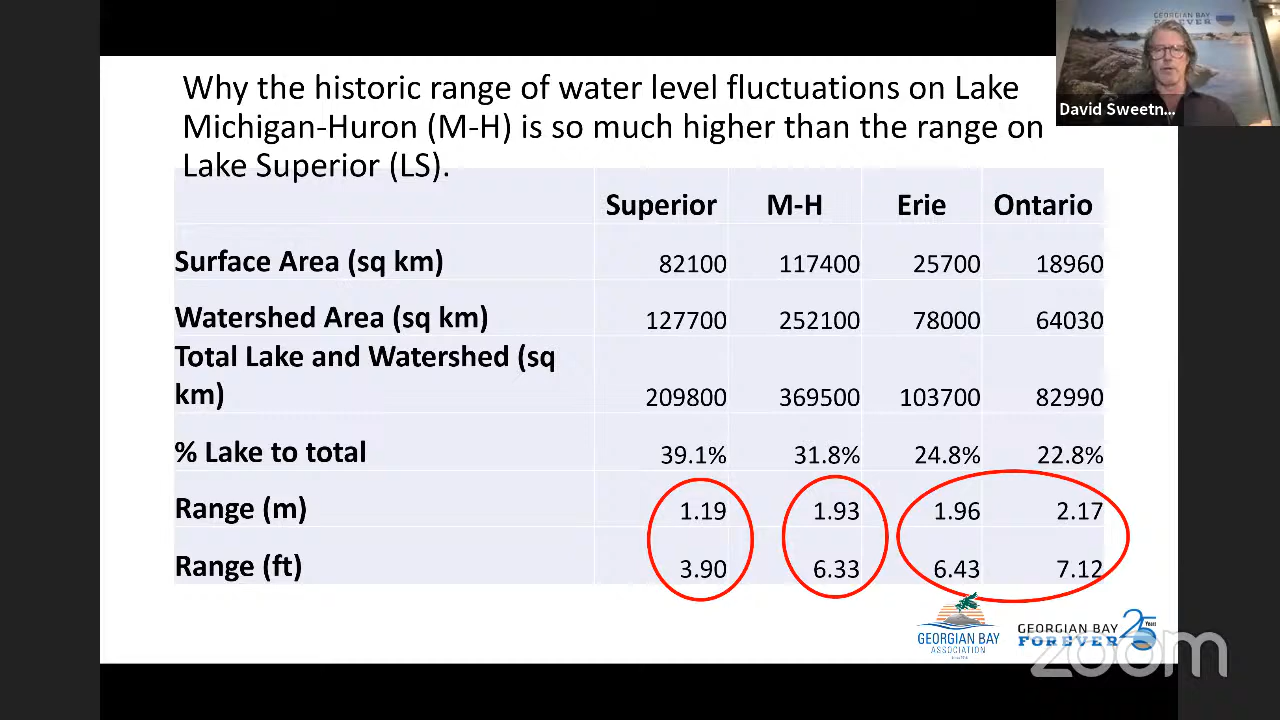 GEORGIAN BAY
FOREVER
David Sweetn...
Why the historic range of water level fluctuations on Lake
Michigan-Huron (M-H) is so much higher than the range on
Lake Superior (LS).
Superior M-H Erie Ontario
Surface Area (sq km) 82100 117400 25700 18960
Watershed Area (sq km) 127700 252100 78000 64030
Total Lake and Watershed (sq
km) 209800 369500 103700 82990
% Lake to total 39.1% 31.8% 24.8% 22.8%
Range (m) 1.19 1.93 1.96 2.17
Range (ft) 3.90 6.33 6.43 7.12
GEORGIAN BAY
ASSOCIATION
GEORGIAN BAY
FOREVER
25 Years
zoom